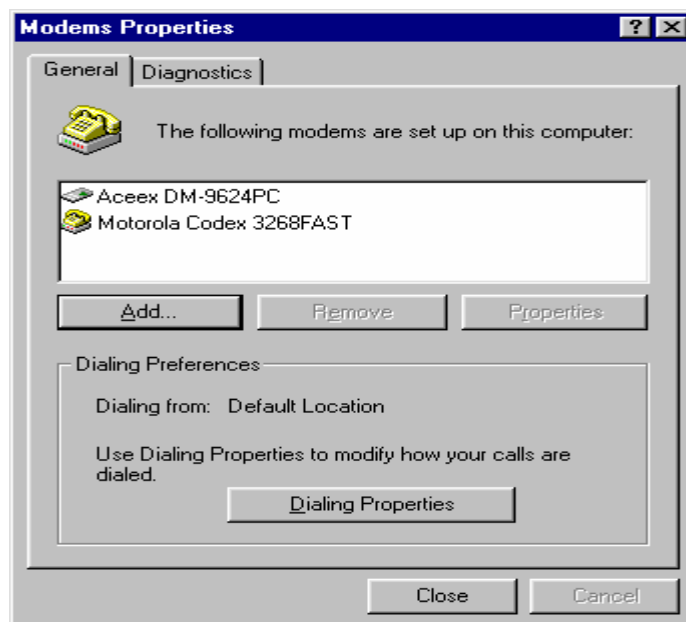 Modems Properties
General Diagnostics
The following modems are set up on this computer:
Aceex DM-9624PC
Motorola Codex 3268FAST
Add... Remove Properties
Dialing Preferences
Dialing from: Default Location
Use Dialing Properties to modify how your calls are
dialed.
Dialing Properties
Close Cancel